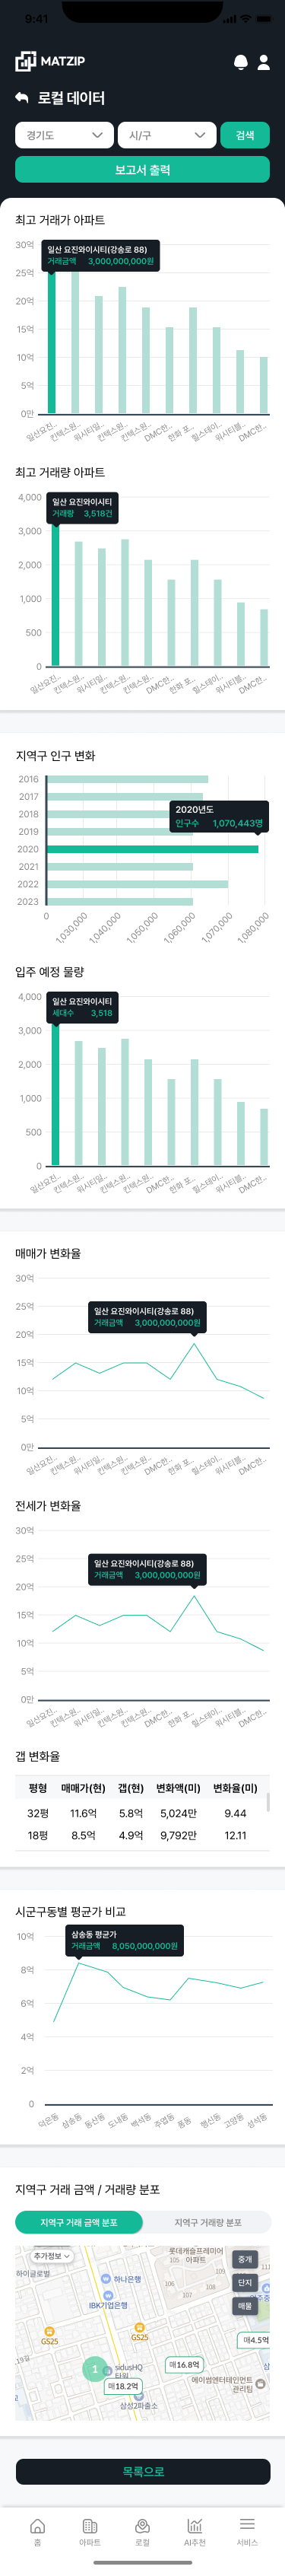 9:41
MATZIP
로컬 데이터
경기도
시/구
검색
보고서 출력
최고 거래가 아파트
30억
일산 요진와이시티(강송로 88)
거래금액 3,000,000,000원
25억
20억
15억
10억
5억
0만
일산요진.. 킨텍스원.. 위시티일.. 킨텍스원.. 킨텍스원.. DMC한.. 한화 포.. 힐스테이.. 위시티블.. DMC한..
최고 거래량 아파트
4,000
일산 요진와이시티
거래량 3,518건
3,000
2,000
1,000
500
0
일산요진.. 킨텍스원.. 위시티일.. 킨텍스원.. 킨텍스원.. DMC한.. 한화 포.. 힐스테이.. 위시티블.. DMC한..
지역구 인구 변화
2016
2017
2018
2020년도
인구수 1,070,443명
2019
2020
2021
2022
2023
0 1,030,000 1,040,000 1,050,000 1,060,000 1,070,000 1,080,000
입주 예정 물량
4,000
일산 요진와이시티
세대수 3,518
3,000
2,000
1,000
500
0
일산요진.. 킨텍스원.. 위시티일.. 킨텍스원.. 킨텍스원.. DMC한.. 한화 포.. 힐스테이.. 위시티블.. DMC한..
매매가 변화율
30억
25억
일산 요진와이시티(강송로 88)
거래금액 3,000,000,000원
20억
15억
10억
5억
0만
일산요진.. 킨텍스원.. 위시티일.. 킨텍스원.. 킨텍스원.. DMC한.. 한화 포.. 힐스테이.. 위시티블.. DMC한..
전세가 변화율
30억
25억
일산 요진와이시티(강송로 88)
거래금액 3,000,000,000원
20억
15억
10억
5억
0만
일산요진.. 킨텍스원.. 위시티일.. 킨텍스원.. 킨텍스원.. DMC한.. 한화 포.. 힐스테이.. 위시티블.. DMC한..
갭 변화율
평형 매매가(현) 갭(현) 변화액(미) 변화율(미)
32평 11.6억 5.8억 5,024만 9.44
18평 8.5억 4.9억 9,792만 12.11
시군구동별 평균가 비교
10억
삼송동 평균가
거래금액 8,050,000,000원
8억
6억
4억
2억
0
덕은동 삼송동 동산동 도내동 백석동 주엽동 풍동 행신동 고양동 성석동
지역구 거래 금액 / 거래량 분포
지역구 거래 금액 분포
지역구 거래량 분포
추가정보
롯데캐슬프레미어
아파트
105
109
중개
하이글로벌
하나은행
106
단지
107
108
IBK기업은행
매물
GS25
GS25
매4.5억
1
sidusHQ
매16.8억
매18.2억
에이썸엔터테인먼트
관리팀
삼성2파출소
목록으로
홈
아파트
로컬
AI추천
서비스